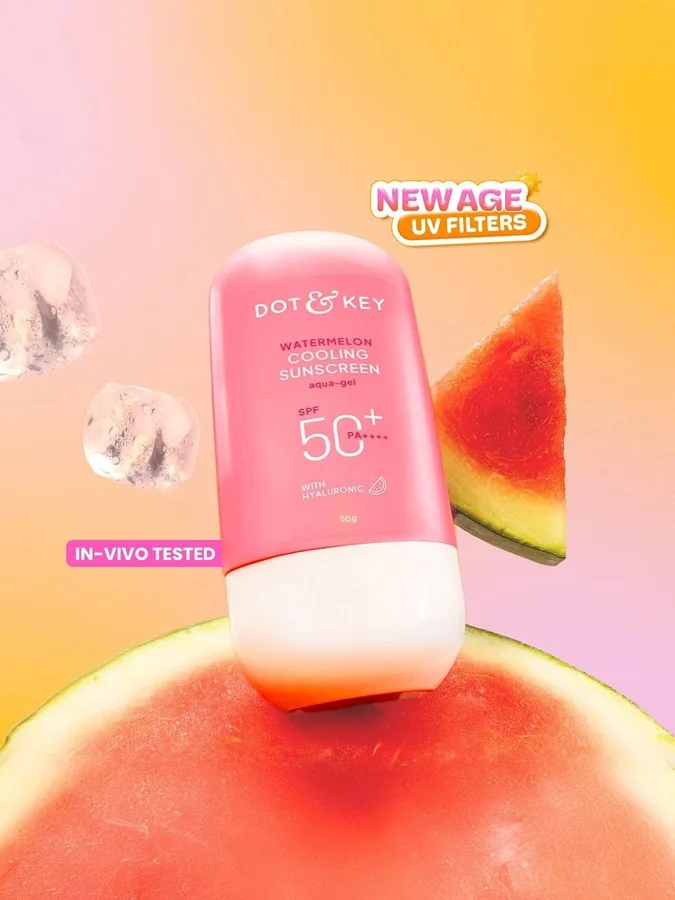 NEW AGE
UV FILTERS
DOT & KEY
WATERMELON
COOLING
SUNSCREEN
aqua-gel
SPF
50+
PA++++
WITH
HYALURONIC
50g
IN-VIVO TESTED